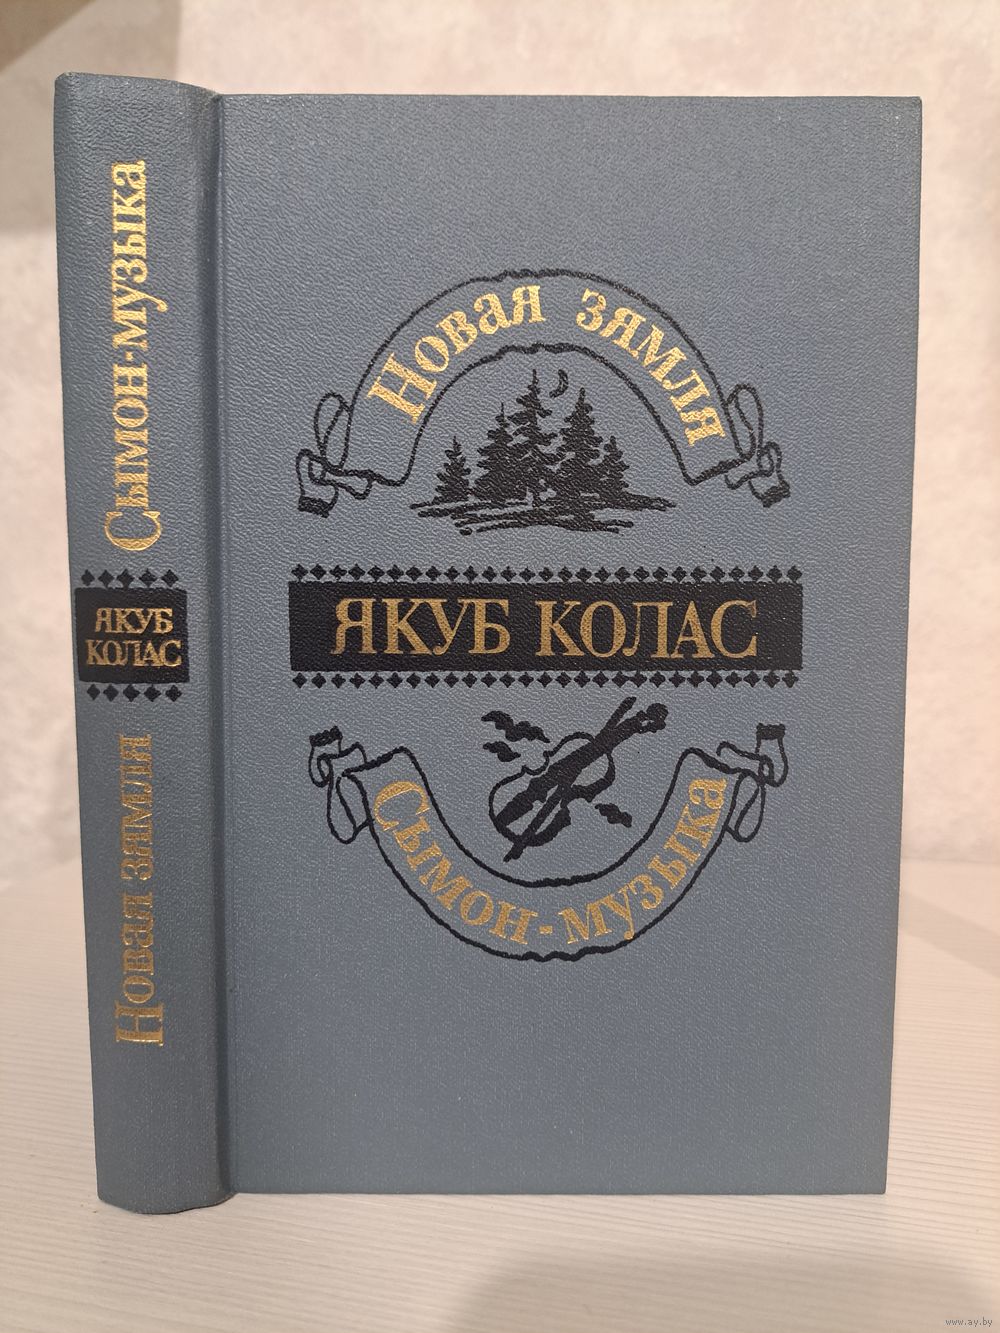 Сымон-музыка
ЯКУБ
КОЛАС
Новая зямля
Новая зямля
ЯКУБ КОЛАС
Сымон-музыка
www.ay.by